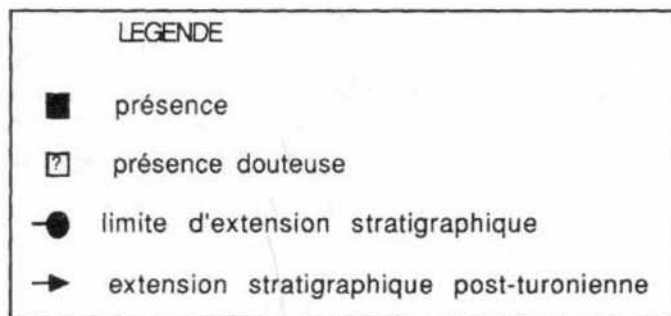 LEGENDE
présence
? présence douteuse
limite d'extension stratigraphique
extension stratigraphique post-turonienne